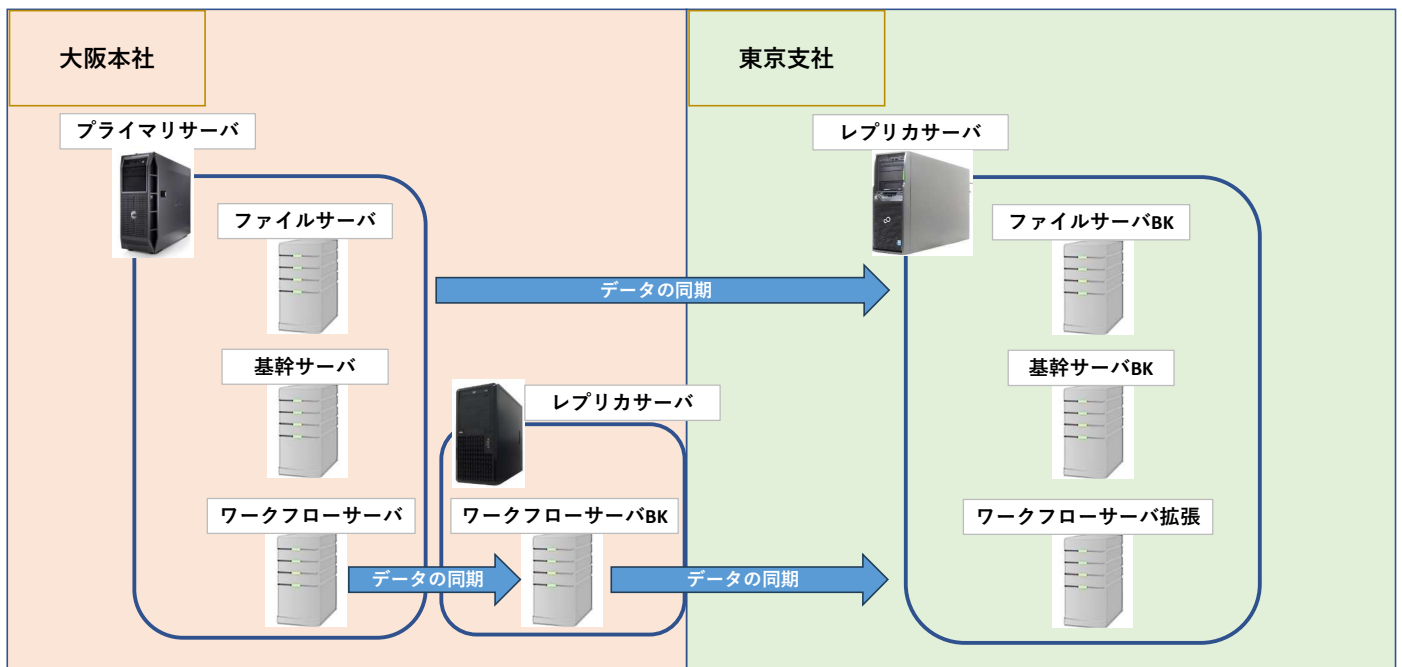 大阪本社
東京支社
プライマリサーバ
レプリカサーバ
ファイルサーバ
ファイルサーバBK
データの同期
基幹サーバ
基幹サーバBK
レプリカサーバ
ワークフローサーバ
ワークフローサーバBK
ワークフローサーバ拡張
データの同期
データの同期